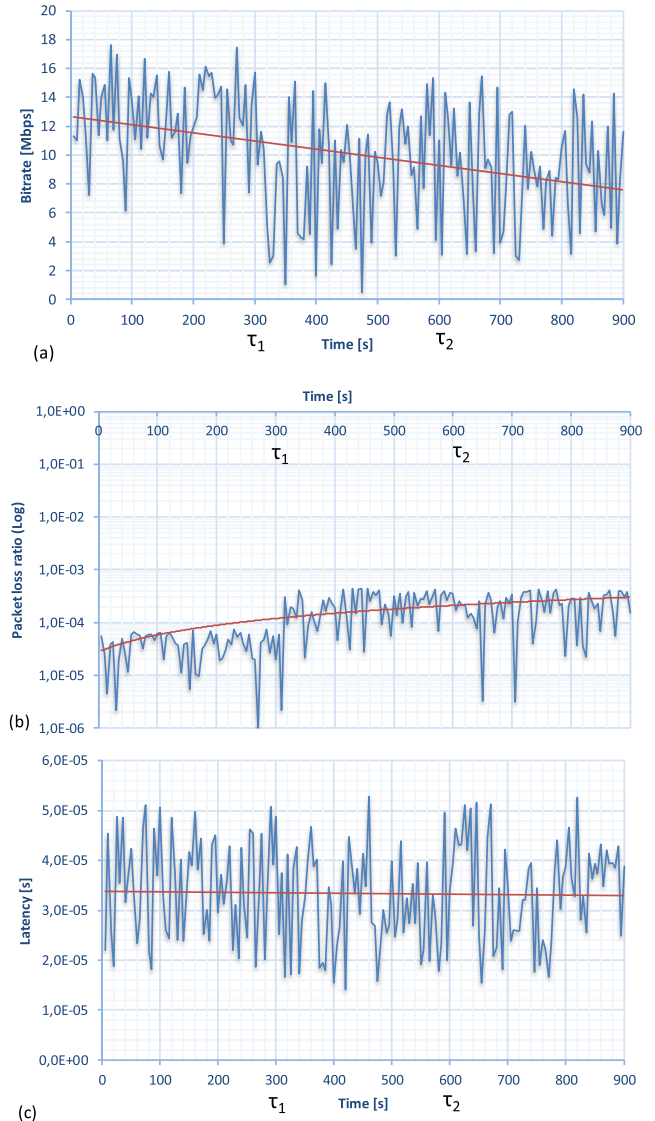 20
18
16
14
12
10
8
6
4
2
0
Bitrate [Mbps]
0 100 200 300 400 500 600 700 800 900
τ1 Time [s] τ2
(a)
Time [s]
1,0E+00
0 100 200 300 400 500 600 700 800 900
τ1 τ2
1,0E-01
1,0E-02
1,0E-03
1,0E-04
1,0E-05
1,0E-06
Packet loss ratio (Log)
(b)
6,0E-05
5,0E-05
4,0E-05
3,0E-05
2,0E-05
1,0E-05
0,0E+00
Latency [s]
0 100 200 300 400 500 600 700 800 900
τ1 Time [s] τ2
(c)